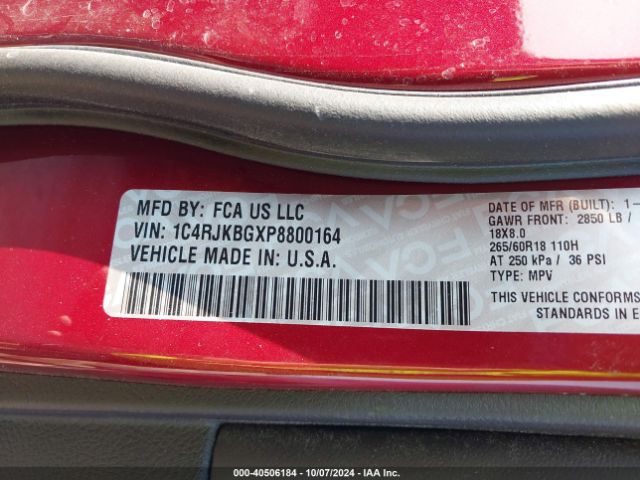 MFD BY: FCA US LLC
VIN: 1C4RJKBGXP8800164
VEHICLE MADE IN: U.S.A.
DATE OF MFR (BUILT): 1-
GAWR FRONT: 2850 LB /
18X8.0
265/60R18 110H
AT 250 kPa / 36 PSI
TYPE: MPV
THIS VEHICLE CONFORMS
STANDARDS IN E
000-40506184 - 10/07/2024 - IAA Inc.